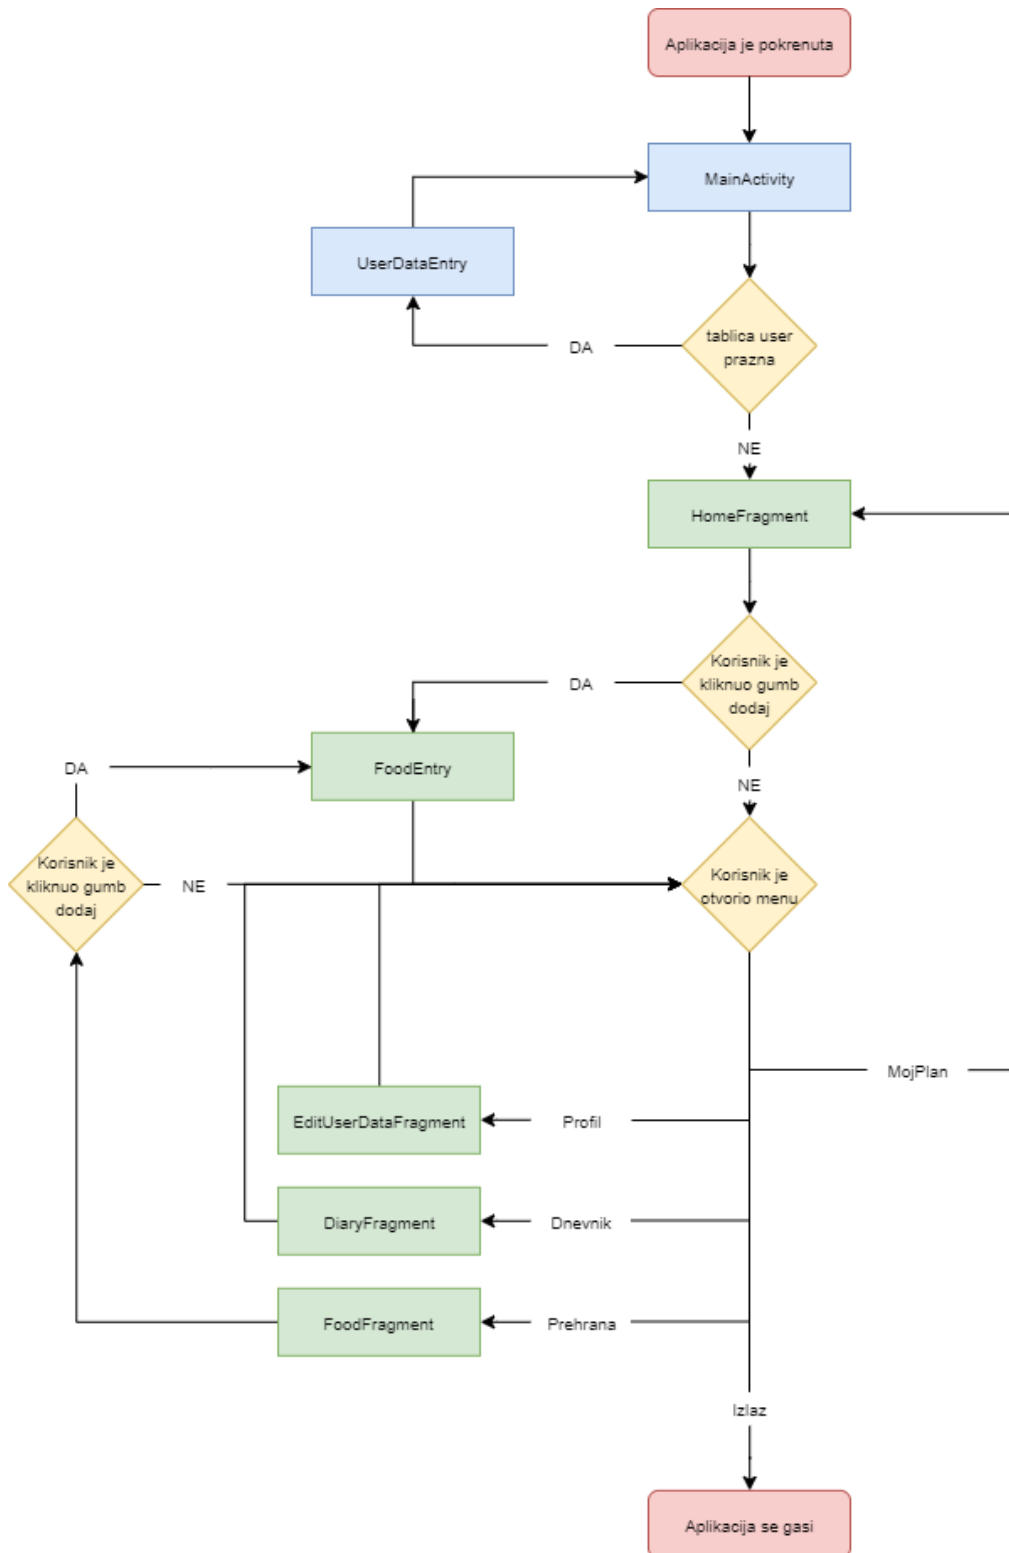 Aplikacija je pokrenuta
MainActivity
UserDataEntry
tablica user
prazna
DA
NE
HomeFragment
Korisnik je
kliknuo gumb
dodaj
DA
FoodEntry
DA
NE
Korisnik je
kliknuo gumb
dodaj
NE
Korisnik je
otvorio menu
MojPlan
EditUserDataFragment
Profil
DiaryFragment
Dnevnik
FoodFragment
Prehrana
Izlaz
Aplikacija se gasi